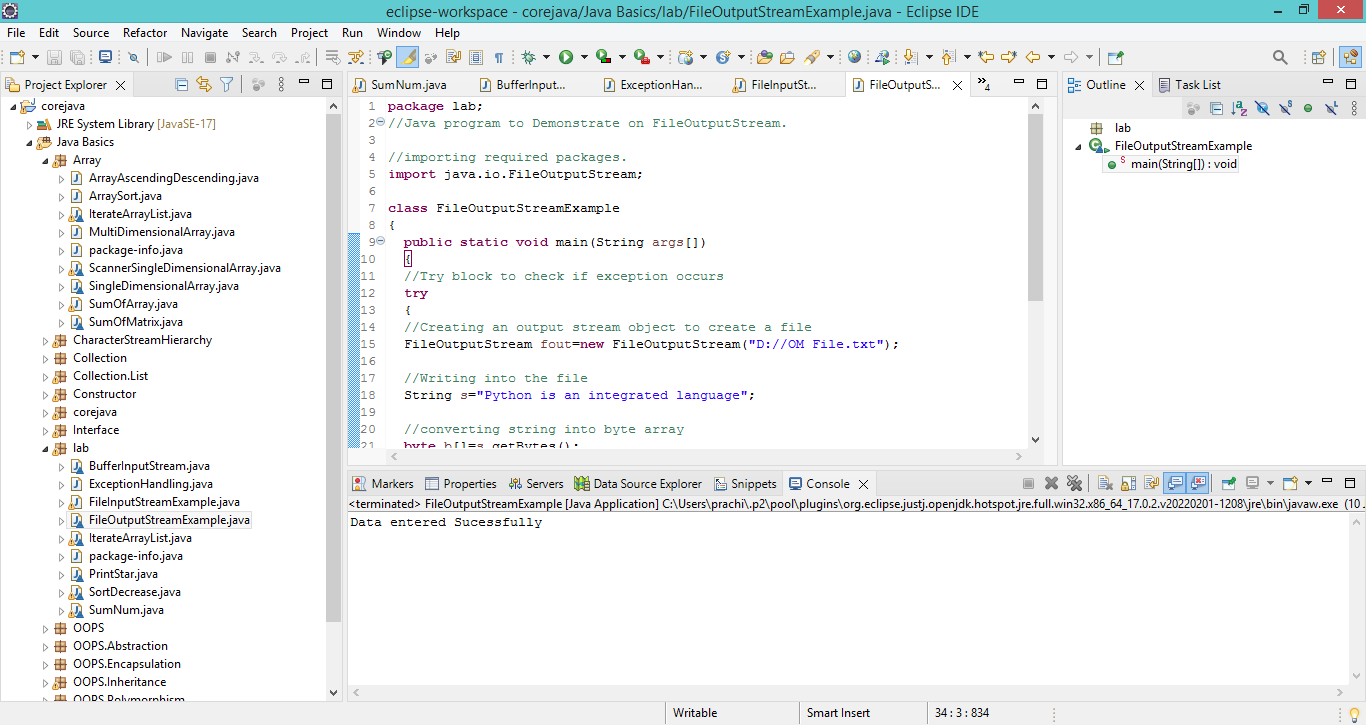 eclipse-workspace - corejava/Java Basics/lab/FileOutputStreamExample.java - Eclipse IDE
File Edit Source Refactor Navigate Search Project Run Window Help
Project Explorer
corejava
JRE System Library [JavaSE-17]
Java Basics
Array
ArrayAscendingDescending.java
ArraySort.java
IterateArrayList.java
MultiDimensionalArray.java
package-info.java
ScannerSingleDimensionalArray.java
SingleDimensionalArray.java
SumOfArray.java
SumOfMatrix.java
CharacterStreamHierarchy
Collection
Collection.List
Constructor
corejava
Interface
lab
BufferInputStream.java
ExceptionHandling.java
FileInputStreamExample.java
FileOutputStreamExample.java
IterateArrayList.java
package-info.java
PrintStar.java
SortDecrease.java
SumNum.java
OOPS
OOPS.Abstraction
OOPS.Encapsulation
OOPS.Inheritance
OOPS.Polymorphism
SumNum.java BufferInput... ExceptionHan... FileInputSt... FileOutputS... »4
1 package lab;
2 //Java program to Demonstrate on FileOutputStream.
3
4 //importing required packages.
5 import java.io.FileOutputStream;
6
7 class FileOutputStreamExample
8 {
9 public static void main(String args[])
10 {
11 //Try block to check if exception occurs
12 try
13 {
14 //Creating an output stream object to create a file
15 FileOutputStream fout=new FileOutputStream("D://OM File.txt");
16
17 //Writing into the file
18 String s="Python is an integrated language";
19
20 //converting string into byte array
21 byte b[]=s.getBytes();
Outline Task List
lab
FileOutputStreamExample
main(String[]) : void
Markers Properties Servers Data Source Explorer Snippets Console
<terminated> FileOutputStreamExample [Java Application] C:\Users\prachi\.p2\pool\plugins\org.eclipse.justj.openjdk.hotspot.jre.full.win32.x86_64_17.0.2.v20220201-1208\jre\bin\javaw.exe (10 .
Data entered Sucessfully
Writable Smart Insert 34 : 3 : 834